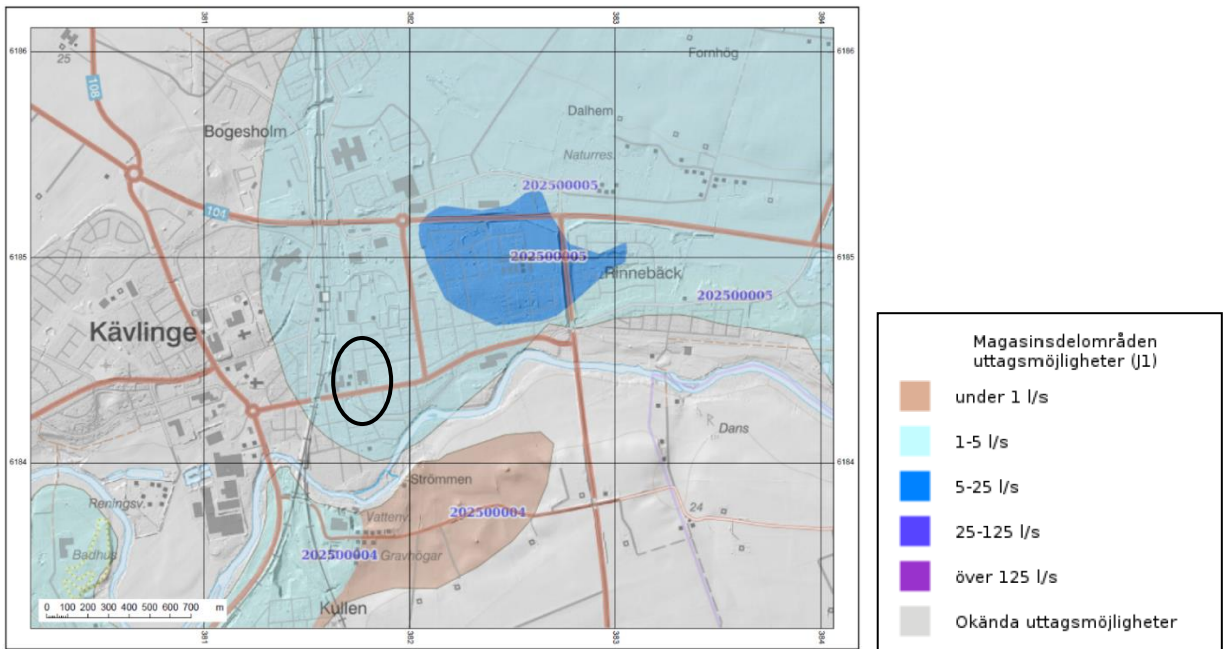 381
382
383
384
6186
6186
25
Fornhög
108
Dalhem
Bogesholm
Naturres.
202500005
104
6185
202500005
6185
Rinnebäck
202500005
Kävlinge
Dans
6184
6184
Strömmen
Reningsv.
24
Vattenv.
202500004
Badhus
202500004
Gravhögar
0 100 200 300 400 500 600 700 m
Kullen
381
382
383
384
Magasinsdelområden
uttagsmöjligheter (J1)
under 1 l/s
1-5 l/s
5-25 l/s
25-125 l/s
över 125 l/s
Okända uttagsmöjligheter